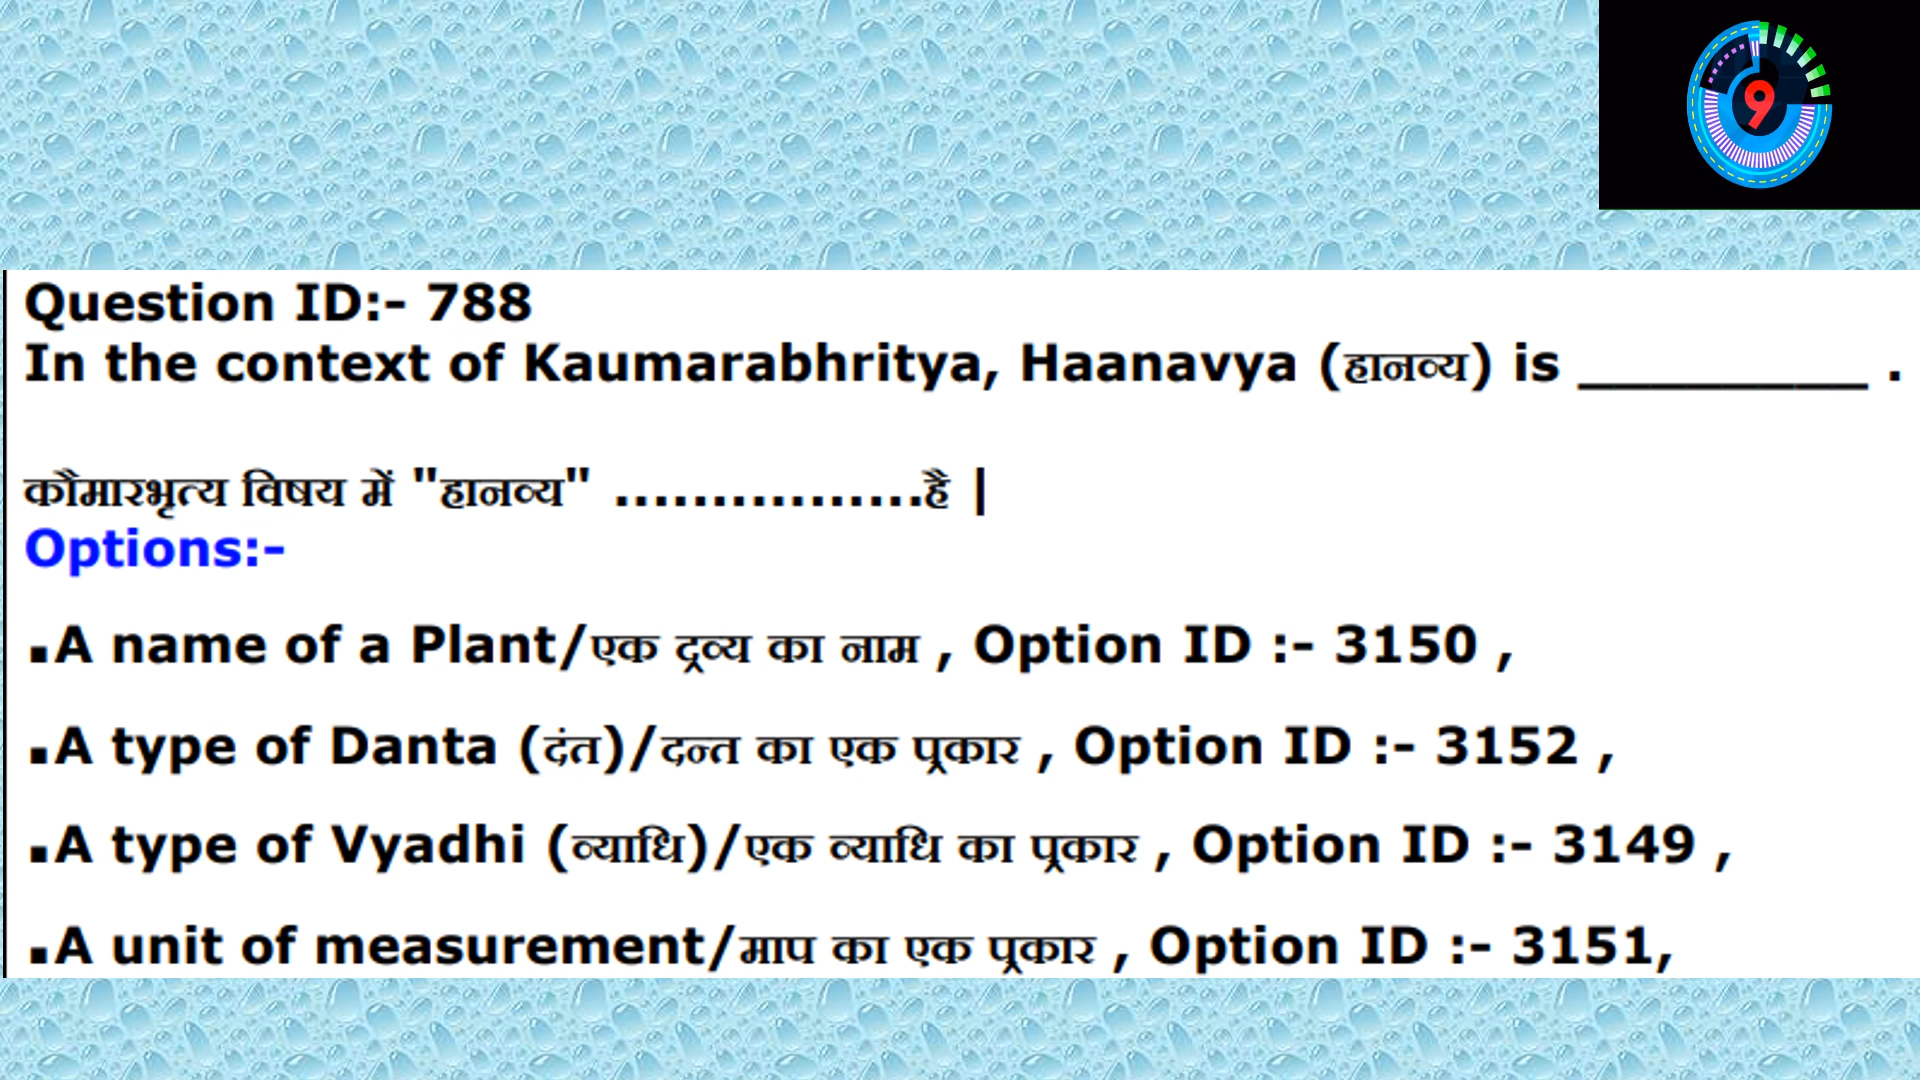 9
Question ID:- 788
In the context of Kaumarabhritya, Haanavya (हानव्य) is ___________ .
कौमारभृत्य विषय में "हानव्य" ................है |
Options:-
▪A name of a Plant/एक द्रव्य का नाम , Option ID :- 3150 ,
▪A type of Danta (दंत)/दन्त का एक प्रकार , Option ID :- 3152 ,
▪A type of Vyadhi (व्याधि)/एक व्याधि का प्रकार , Option ID :- 3149 ,
▪A unit of measurement/माप का एक प्रकार , Option ID :- 3151,